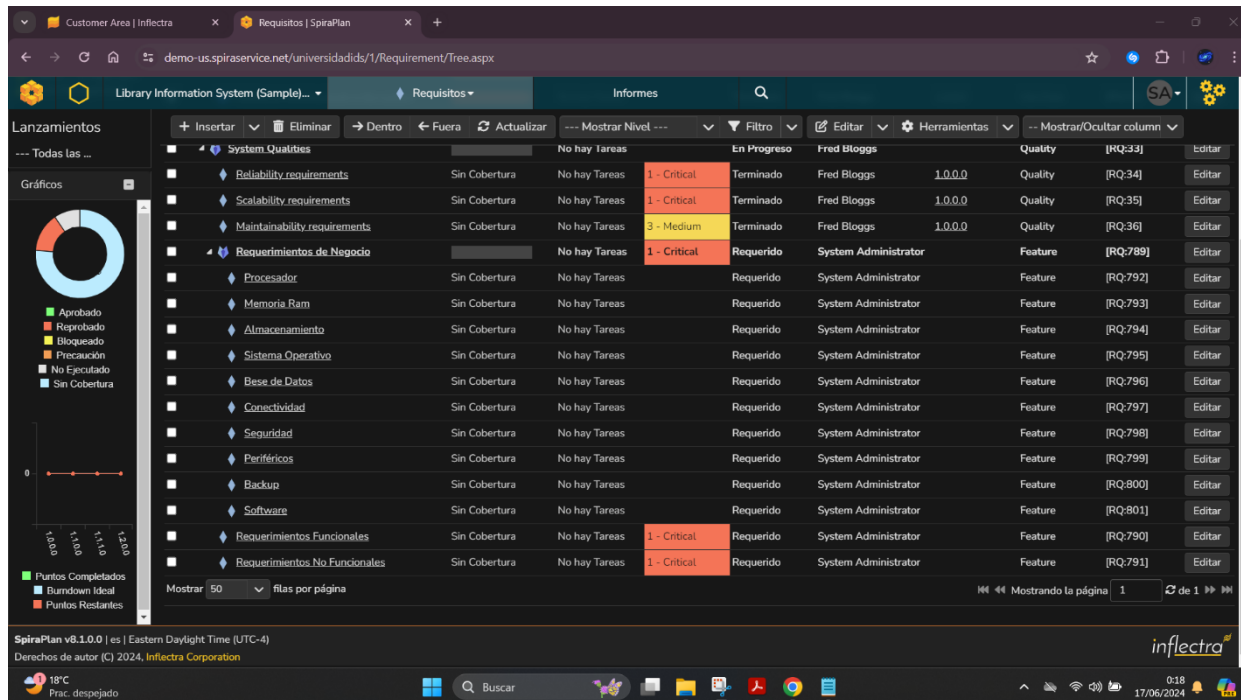 Customer Area | Inflectra
Requisitos | SpiraPlan
demo-us.spiraservice.net/universidadids/1/Requirement/Tree.aspx
Library Information System (Sample)... Requisitos Informes SA
Lanzamientos
--- Todas las ...
Insertar Eliminar Dentro Fuera Actualizar --- Mostrar Nivel --- Filtro Editar Herramientas -- Mostrar/Ocultar column
Gráficos
Aprobado
Reprobado
Bloqueado
Precaución
No Ejecutado
Sin Cobertura
0
1.0.0.0 1.1.0.0 1.1.1.0 1.2.0.0
Puntos Completados
Burndown Ideal
Puntos Restantes
System Qualities No hay Tareas En Progreso Fred Bloggs Quality [RQ:33] Editar
Reliability requirements Sin Cobertura No hay Tareas 1 - Critical Terminado Fred Bloggs 1.0.0.0 Quality [RQ:34] Editar
Scalability requirements Sin Cobertura No hay Tareas 1 - Critical Terminado Fred Bloggs 1.0.0.0 Quality [RQ:35] Editar
Maintainability requirements Sin Cobertura No hay Tareas 3 - Medium Terminado Fred Bloggs 1.0.0.0 Quality [RQ:36] Editar
Requerimientos de Negocio No hay Tareas 1 - Critical Requerido System Administrator Feature [RQ:789] Editar
Procesador Sin Cobertura No hay Tareas Requerido System Administrator Feature [RQ:792] Editar
Memoria Ram Sin Cobertura No hay Tareas Requerido System Administrator Feature [RQ:793] Editar
Almacenamiento Sin Cobertura No hay Tareas Requerido System Administrator Feature [RQ:794] Editar
Sistema Operativo Sin Cobertura No hay Tareas Requerido System Administrator Feature [RQ:795] Editar
Bese de Datos Sin Cobertura No hay Tareas Requerido System Administrator Feature [RQ:796] Editar
Conectividad Sin Cobertura No hay Tareas Requerido System Administrator Feature [RQ:797] Editar
Seguridad Sin Cobertura No hay Tareas Requerido System Administrator Feature [RQ:798] Editar
Periféricos Sin Cobertura No hay Tareas Requerido System Administrator Feature [RQ:799] Editar
Backup Sin Cobertura No hay Tareas Requerido System Administrator Feature [RQ:800] Editar
Software Sin Cobertura No hay Tareas Requerido System Administrator Feature [RQ:801] Editar
Requerimientos Funcionales Sin Cobertura No hay Tareas 1 - Critical Requerido System Administrator Feature [RQ:790] Editar
Requerimientos No Funcionales Sin Cobertura No hay Tareas 1 - Critical Requerido System Administrator Feature [RQ:791] Editar
Mostrar 50 filas por página Mostrando la página 1 de 1
SpiraPlan v8.1.0.0 | es | Eastern Daylight Time (UTC-4)
Derechos de autor (C) 2024, Inflectra Corporation
inflectra
1 18°C
Prac. despejado
Buscar
0:18
17/06/2024